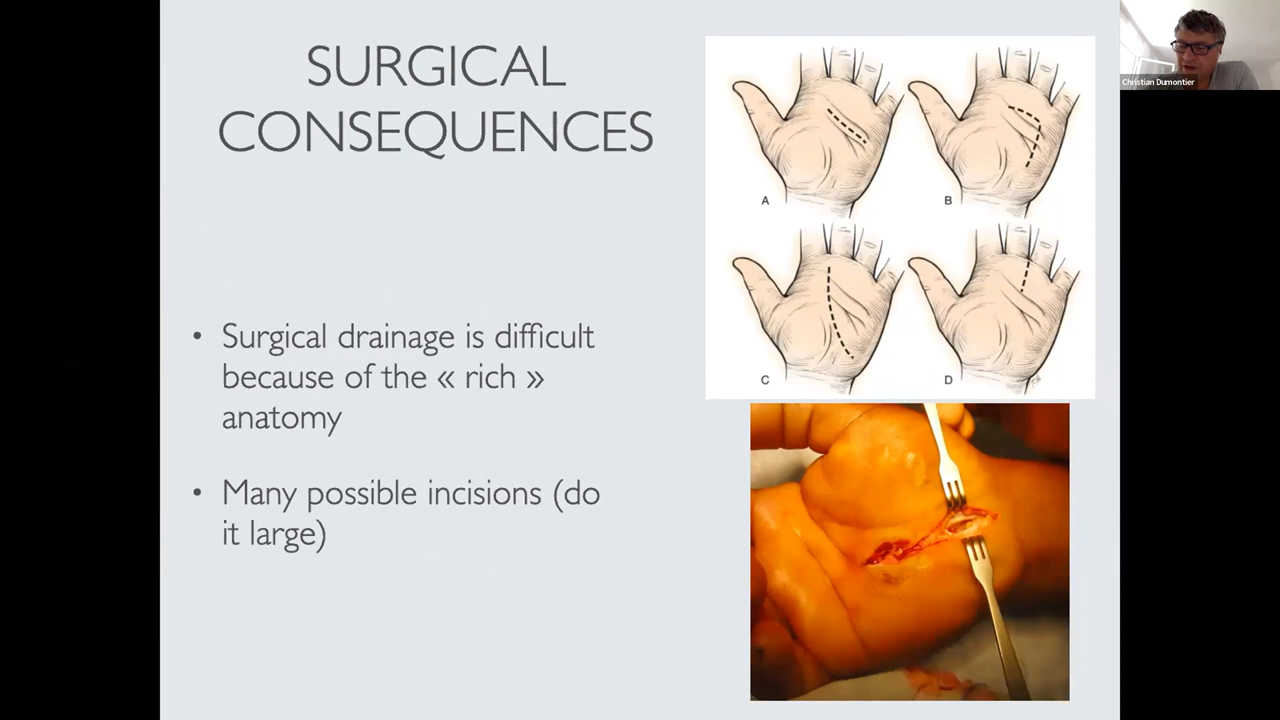 SURGICAL
CONSEQUENCES
• Surgical drainage is difficult
because of the « rich »
anatomy
• Many possible incisions (do
it large)
A
B
C
D
Christian Dumontier